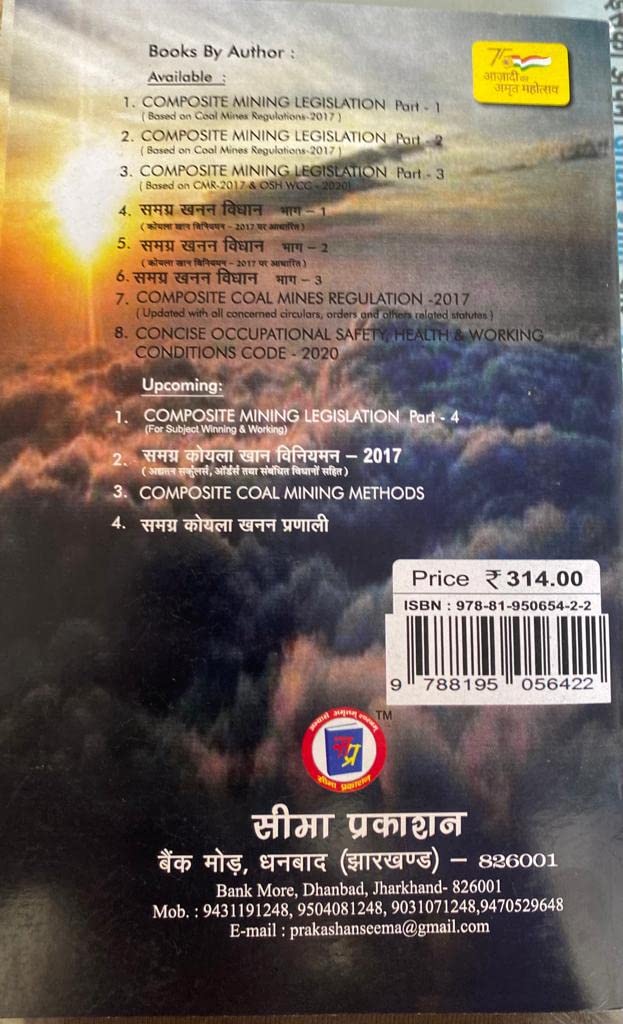 Books By Author :
75
आज़ादी का
अमृत महोत्सव
Available :
1. COMPOSITE MINING LEGISLATION Part - 1
( Based on Coal Mines Regulations-2017 )
2. COMPOSITE MINING LEGISLATION Part - 2
( Based on Coal Mines Regulations-2017 )
3. COMPOSITE MINING LEGISLATION Part - 3
( Based on CMR-2017 & OSH WCC - 2020)
4. समग्र खनन विधान भाग – 1
( कोयला खान विनियमन – 2017 पर आधारित )
5. समग्र खनन विधान भाग – 2
( कोयला खान विनियमन – 2017 पर आधारित )
6. समग्र खनन विधान भाग – 3
7. COMPOSITE COAL MINES REGULATION -2017
( Updated with all concerned circulars, orders and others related statutes )
8. CONCISE OCCUPATIONAL SAFETY, HEALTH & WORKING
CONDITIONS CODE - 2020
Upcoming:
1. COMPOSITE MINING LEGISLATION Part - 4
(For Subject Winning & Working)
2. समग्र कोयला खान विनियमन – 2017
( अद्यतन सर्कुलर्स, ऑर्डर्स तथा संबंधित विधानों सहित )
3. COMPOSITE COAL MINING METHODS
4. समग्र कोयला खनन प्रणाली
Price ₹ 314.00
ISBN : 978-81-950654-2-2
9 788195 056422
TM
सप्र
सीमा प्रकाशन
सीमा प्रकाशन
बैंक मोड़, धनबाद (झारखण्ड) – 826001
Bank More, Dhanbad, Jharkhand- 826001
Mob. : 9431191248, 9504081248, 9031071248,9470529648
E-mail : prakashanseema@gmail.com